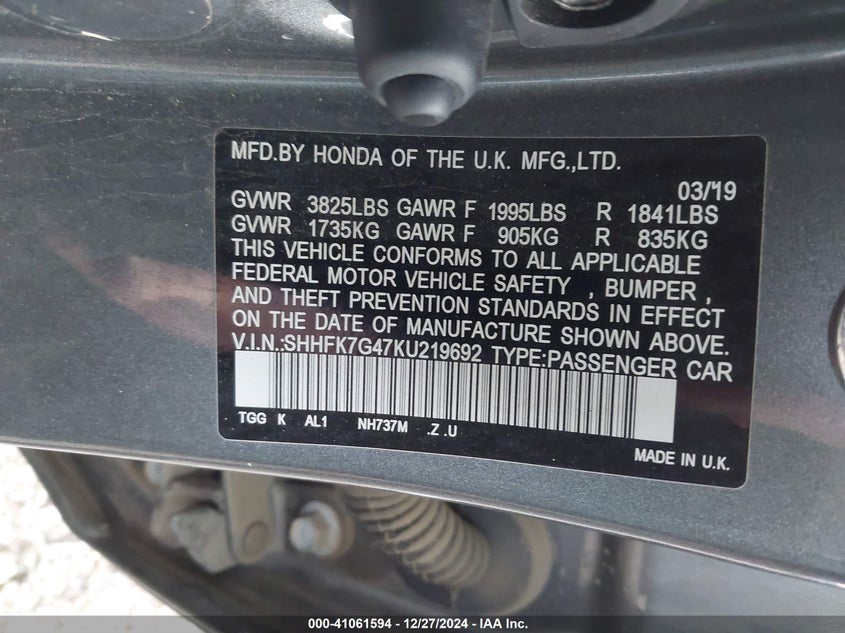 MFD.BY HONDA OF THE U.K. MFG.,LTD.
03/19
GVWR 3825LBS GAWR F 1995LBS R 1841LBS
GVWR 1735KG GAWR F 905KG R 835KG
THIS VEHICLE CONFORMS TO ALL APPLICABLE
FEDERAL MOTOR VEHICLE SAFETY , BUMPER ,
AND THEFT PREVENTION STANDARDS IN EFFECT
ON THE DATE OF MANUFACTURE SHOWN ABOVE.
V.I.N.:SHHFK7G47KU219692 TYPE:PASSENGER CAR
TGG K AL1 NH737M .Z .U
MADE IN U.K.
000-41061594 - 12/27/2024 - IAA Inc.